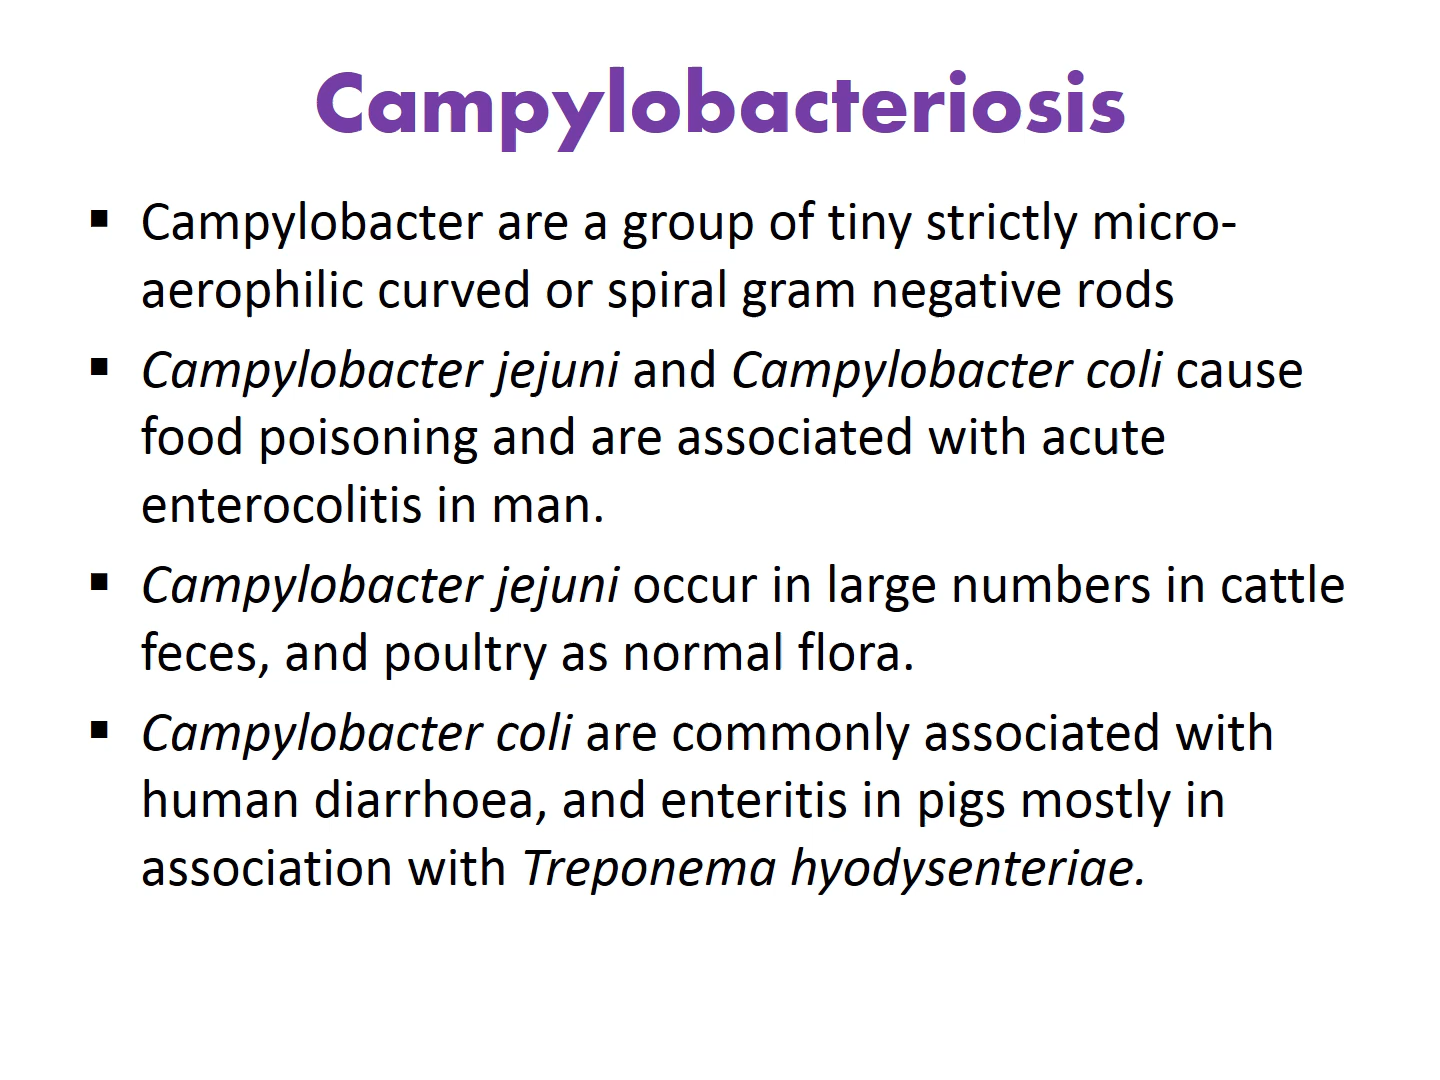 Campylobacteriosis
▪ Campylobacter are a group of tiny strictly micro-
aerophilic curved or spiral gram negative rods
▪ Campylobacter jejuni and Campylobacter coli cause
food poisoning and are associated with acute
enterocolitis in man.
▪ Campylobacter jejuni occur in large numbers in cattle
feces, and poultry as normal flora.
▪ Campylobacter coli are commonly associated with
human diarrhoea, and enteritis in pigs mostly in
association with Treponema hyodysenteriae.